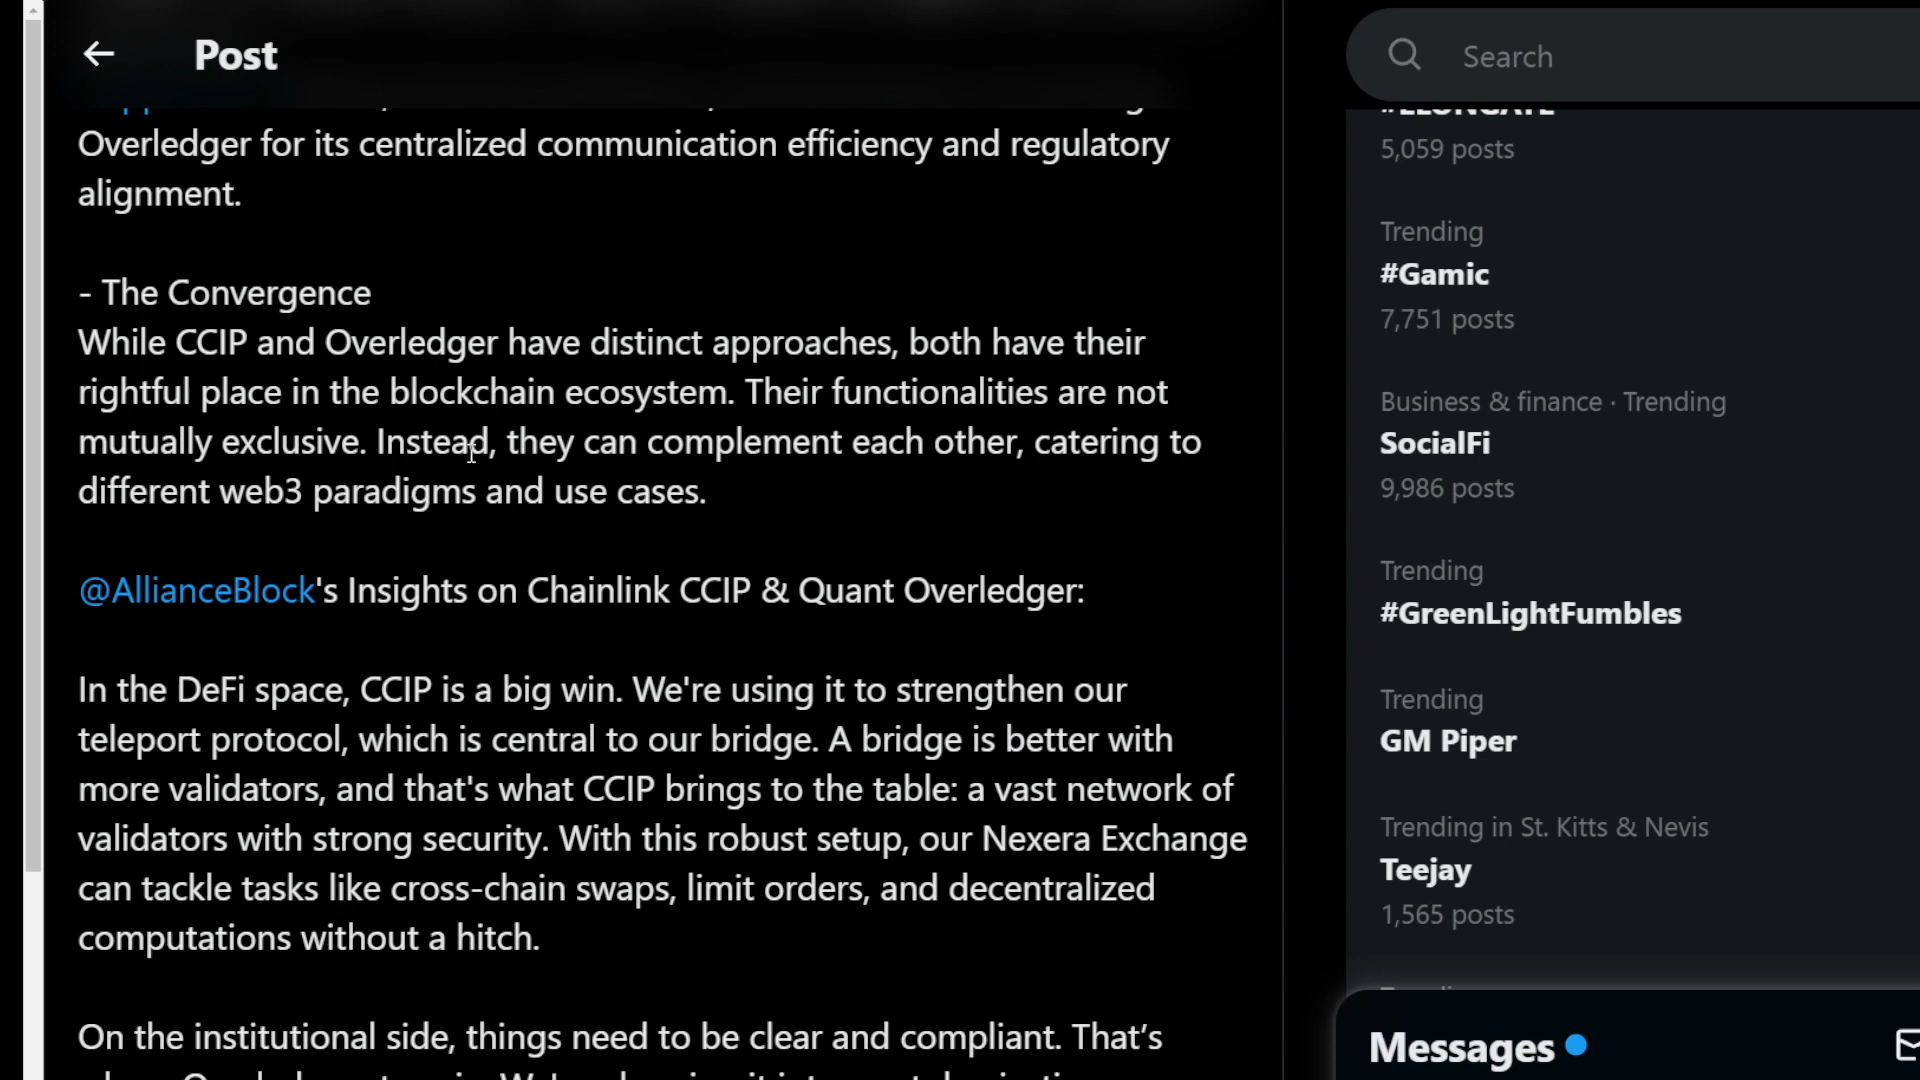 Post
Search
Overledger for its centralized communication efficiency and regulatory
alignment.
- The Convergence
While CCIP and Overledger have distinct approaches, both have their
rightful place in the blockchain ecosystem. Their functionalities are not
mutually exclusive. Instead, they can complement each other, catering to
different web3 paradigms and use cases.
@AllianceBlock's Insights on Chainlink CCIP & Quant Overledger:
In the DeFi space, CCIP is a big win. We're using it to strengthen our
teleport protocol, which is central to our bridge. A bridge is better with
more validators, and that's what CCIP brings to the table: a vast network of
validators with strong security. With this robust setup, our Nexera Exchange
can tackle tasks like cross-chain swaps, limit orders, and decentralized
computations without a hitch.
On the institutional side, things need to be clear and compliant. That’s
5,059 posts
Trending
#Gamic
7,751 posts
Business & finance · Trending
SocialFi
9,986 posts
Trending
#GreenLightFumbles
Trending
GM Piper
Trending in St. Kitts & Nevis
Teejay
1,565 posts
Messages